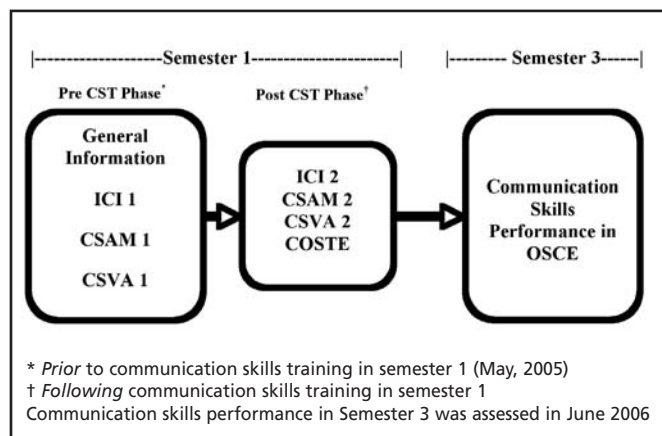 |---------------------Semester 1------------------------|
|--------- Semester 3------|
Pre CST Phase*
Post CST Phase†
General
Information
ICI 1
CSAM 1
CSVA 1
ICI 2
CSAM 2
CSVA 2
COSTE
Communication
Skills
Performance in
OSCE
* Prior to communication skills training in semester 1 (May, 2005)
† Following communication skills training in semester 1
Communication skills performance in Semester 3 was assessed in June 2006